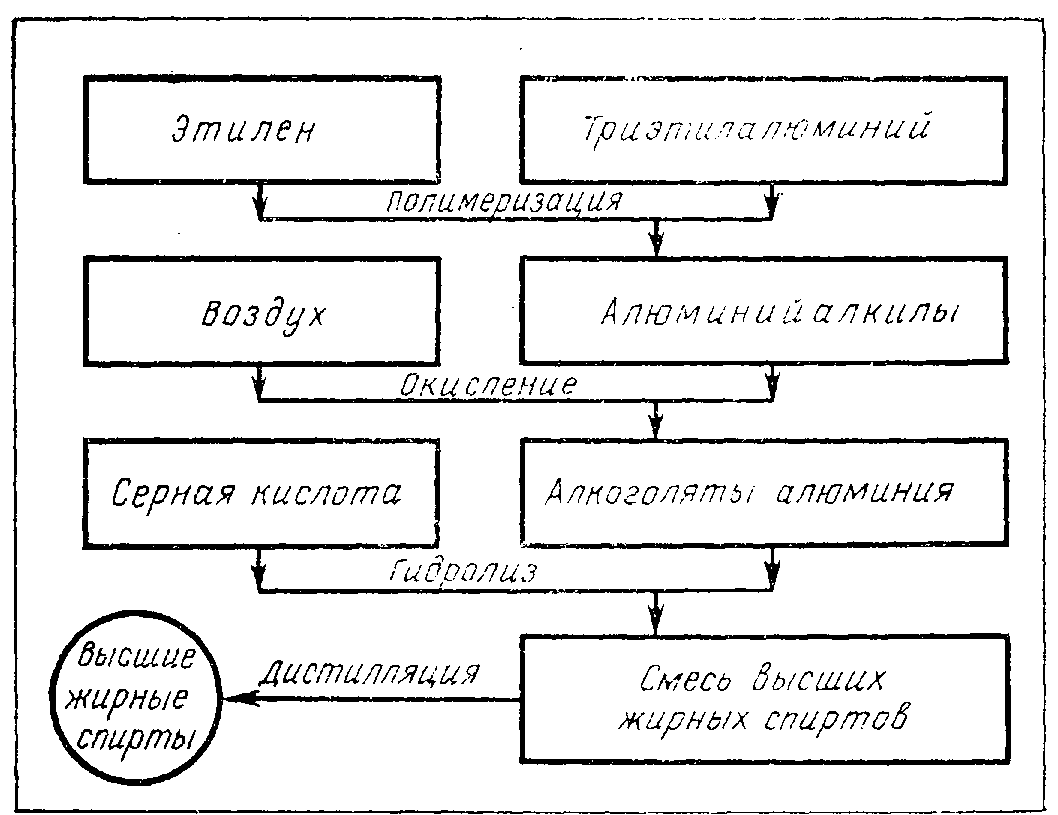 Этилен
Триэтилалюминий
Полимеризация
Воздух
Алюминийалкилы
Окисление
Серная кислота
Алкоголяты алюминия
Гидролиз
Высшие
жирные
спирты
Дистилляция
Смесь высших
жирных спиртов